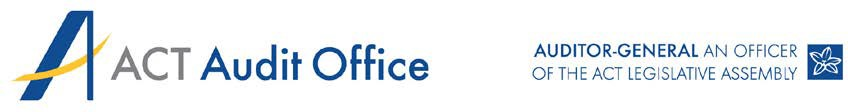 ACT Audit Office
AUDITOR-GENERAL AN OFFICER
OF THE ACT LEGISLATIVE ASSEMBLY